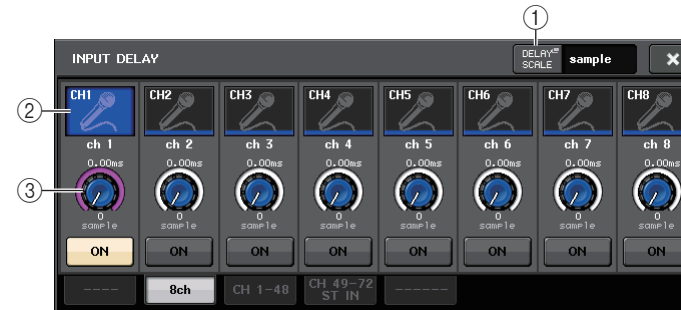 ①
INPUT DELAY
DELAY SCALE sample ×
②
CH1 CH2 CH3 CH4 CH5 CH6 CH7 CH8
ch 1 ch 2 ch 3 ch 4 ch 5 ch 6 ch 7 ch 8
0.00ms 0.00ms 0.00ms 0.00ms 0.00ms 0.00ms 0.00ms 0.00ms
③
0 0 0 0 0 0 0 0
sample sample sample sample sample sample sample sample
ON ON ON ON ON ON ON ON
---- 8ch CH 1-48 CH 49-72 ST IN ------